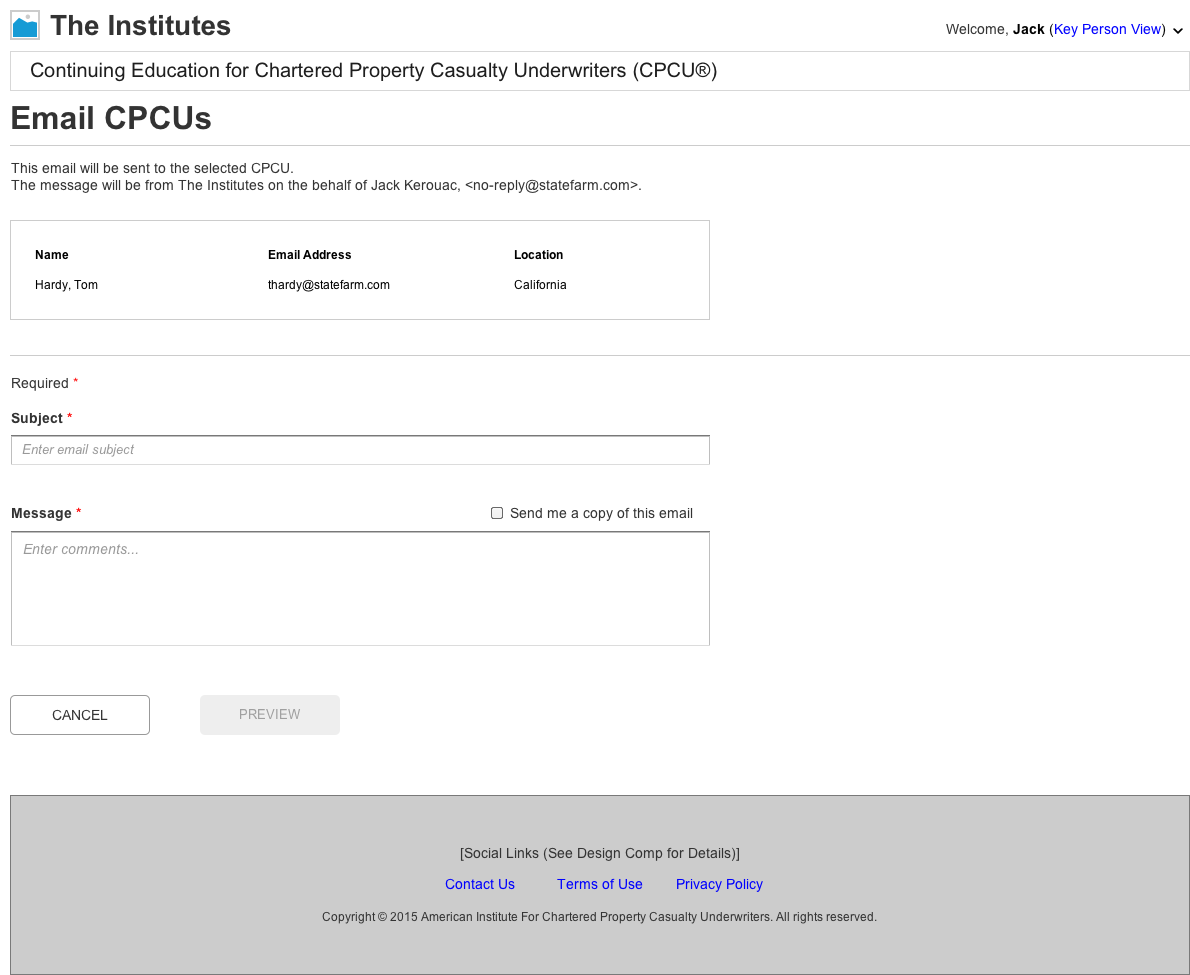 The Institutes
Welcome, Jack (Key Person View)
Continuing Education for Chartered Property Casualty Underwriters (CPCU®)
Email CPCUs
This email will be sent to the selected CPCU.
The message will be from The Institutes on the behalf of Jack Kerouac, <no-reply@statefarm.com>.
Name Email Address Location
Hardy, Tom thardy@statefarm.com California
Required *
Subject *
Enter email subject
Message * Send me a copy of this email
Enter comments...
CANCEL PREVIEW
[Social Links (See Design Comp for Details)]
Contact Us Terms of Use Privacy Policy
Copyright © 2015 American Institute For Chartered Property Casualty Underwriters. All rights reserved.